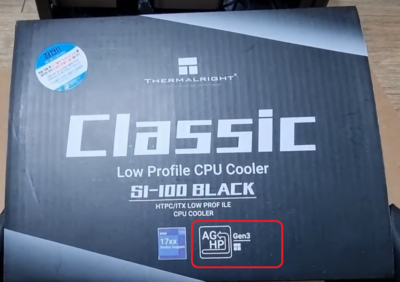 THERMALRIGHT
Classic
Low Profile CPU Cooler
SI-100 BLACK
HTPC/ITX LOW PROF ILE
CPU COOLER
17xx
AG
HP
Gen3